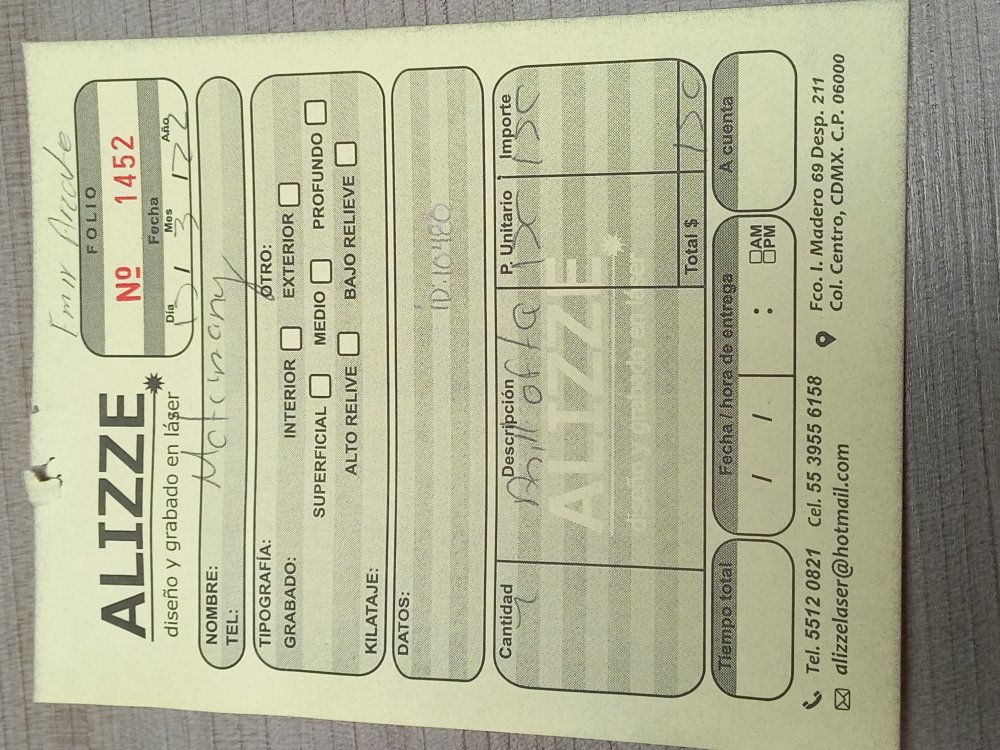 ALIZZE
diseño y grabado en láser
FOLIO
Nº 1452
Fecha
Día Mes Año
3
NOMBRE:
TEL:
TIPOGRAFÍA: OTRO:
GRABADO: INTERIOR EXTERIOR
SUPERFICIAL MEDIO PROFUNDO
ALTO RELIVE BAJO RELIEVE
KILATAJE:
DATOS:
ID:10480
Cantidad Descripción P. Unitario Importe
150
ALIZZE
diseño y grabado en láser
Total $ 150
Tiempo total Fecha / hora de entrega A cuenta
/ / : AM
PM
Tel. 5512 0821 Cel. 55 3955 6158
alizzelaser@hotmail.com
Fco. I. Madero 69 Desp. 211
Col. Centro, CDMX. C.P. 06000